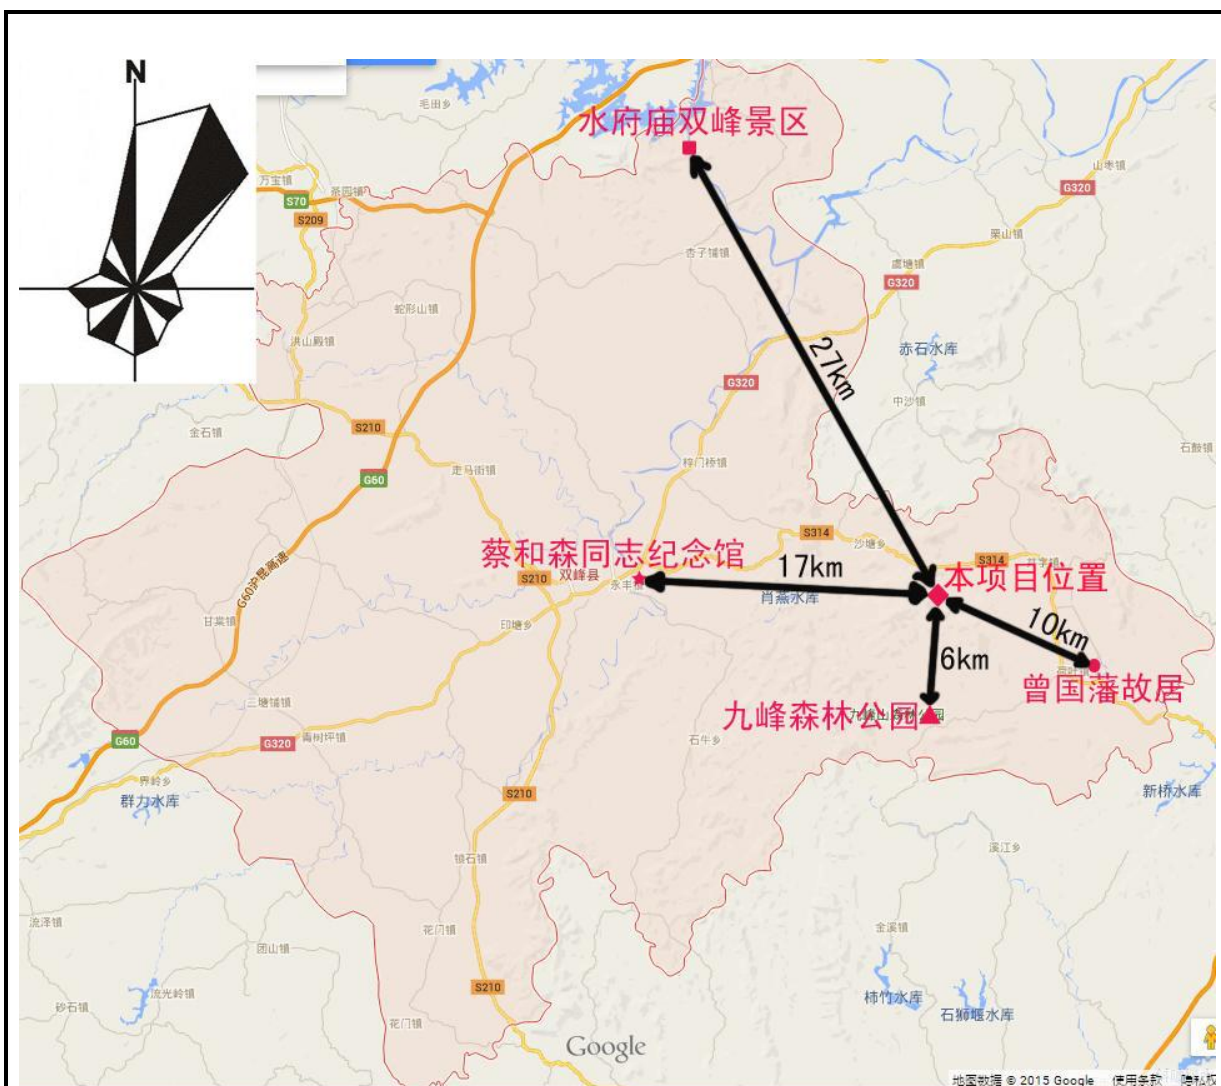 N
毛田乡
水府庙双峰景区
山枣镇
万宝镇
茶园镇
G320
S70
S209
栗山镇
杏子铺镇
虞塘镇
G320
蛇形山镇
洪山殿镇
赤石水库
27km
G320
中沙镇
金石镇
S210
石鼓镇
走马街镇
梓门桥镇
G60
S314
沙塘乡
S314
蔡和森同志纪念馆
17km
G60沪昆高速
S210
双峰县
本项目位置
肖燕水库
甘棠镇
印塘乡
10km
6km
曾国藩故居
三塘铺镇
九峰森林公园
G60
G320
青树坪镇
石牛乡
界岭乡
群力水库
S210
新桥水库
溪江乡
锁石镇
流泽镇
花门镇
金溪镇
团山镇
S210
流光岭镇
柿竹水库
砂石镇
石狮堰水库
花门镇
Google
地图数据 © 2015 Google
使用条款